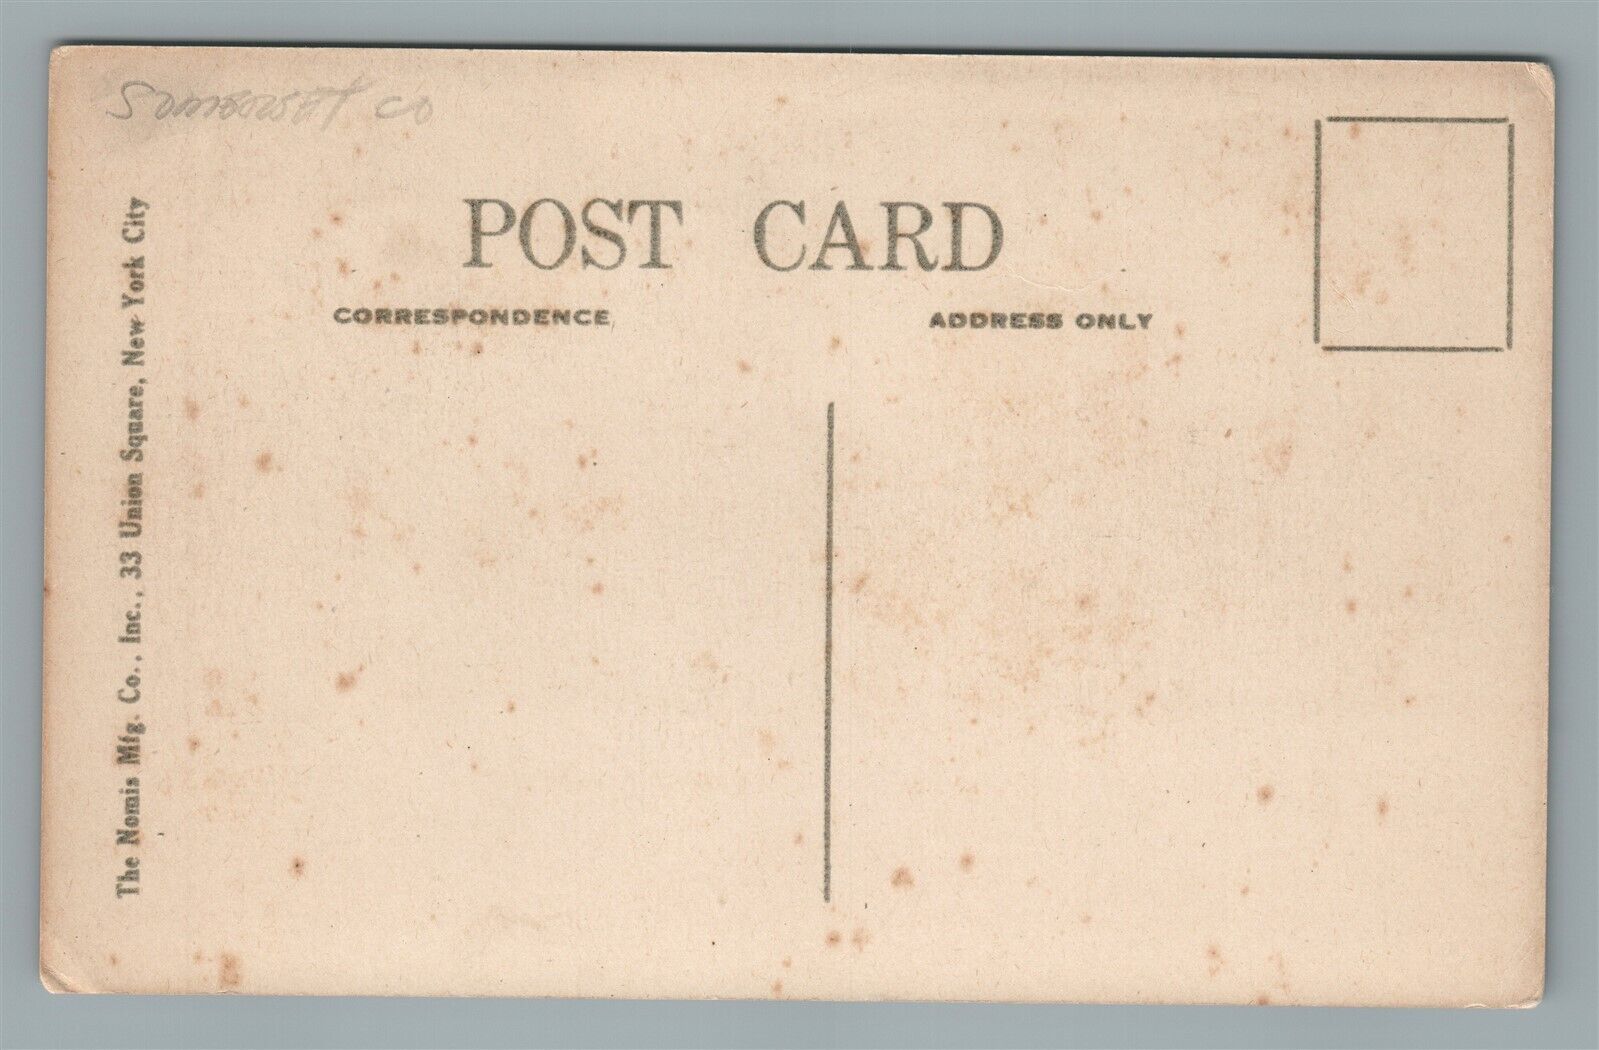 Somerset Co
POST CARD
CORRESPONDENCE
ADDRESS ONLY
The Nomis Mfg. Co., Inc., 33 Union Square, New York City